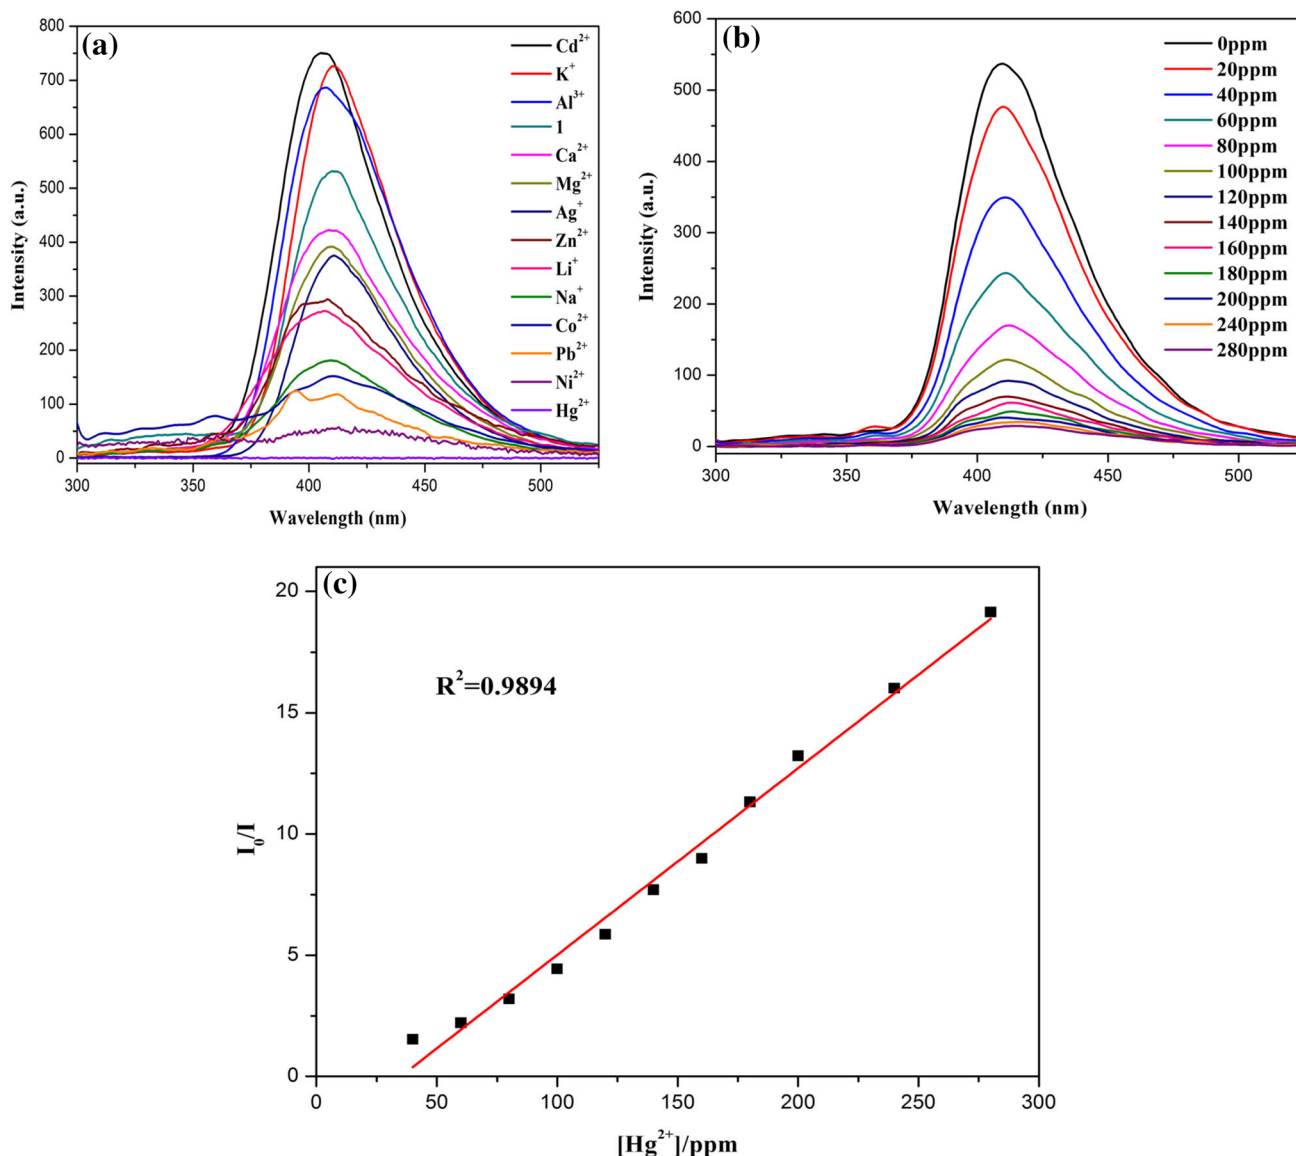 (a)
800
700
600
500
400
300
200
100
0
300
350
400
450
500
Intensity (a.u.)
Wavelength (nm)
Cd²⁺
K⁺
Al³⁺
1
Ca²⁺
Mg²⁺
Ag⁺
Zn²⁺
Li⁺
Na⁺
Co²⁺
Pb²⁺
Ni²⁺
Hg²⁺
(b)
600
500
400
300
200
100
0
300
350
400
450
500
Intensity (a.u.)
Wavelength (nm)
0ppm
20ppm
40ppm
60ppm
80ppm
100ppm
120ppm
140ppm
160ppm
180ppm
200ppm
240ppm
280ppm
(c)
20
15
10
5
0
0
50
100
150
200
250
300
I₀/I
R²=0.9894
[Hg²⁺]/ppm